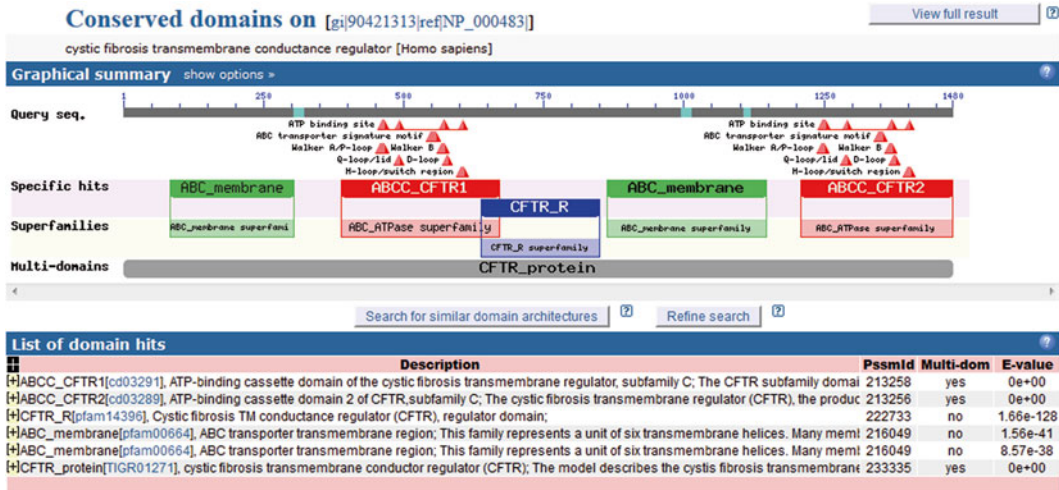 Conserved domains on [gi|90421313|ref|NP_000483|]
View full result
?
cystic fibrosis transmembrane conductance regulator [Homo sapiens]
Graphical summary show options »
?
1 250 500 750 1000 1250 1480
Query seq.
ATP binding site ATP binding site
ABC transporter signature motif ABC transporter signature motif
Walker A/P-loop Walker B Walker A/P-loop Walker B
Q-loop/lid D-loop Q-loop/lid D-loop
H-loop/switch region H-loop/switch region
Specific hits ABC_membrane ABCC_CFTR1 ABC_membrane ABCC_CFTR2
CFTR_R
Superfamilies ABC_membrane superfami ABC_ATPase superfamily ABC_membrane superfamily ABC_ATPase superfamily
CFTR_R superfamily
Multi-domains CFTR_protein
Search for similar domain architectures ? Refine search ?
List of domain hits
?
+ Description PssmId Multi-dom E-value
[+]ABCC_CFTR1[cd03291], ATP-binding cassette domain of the cystic fibrosis transmembrane regulator, subfamily C; The CFTR subfamily domai 213258 yes 0e+00
[+]ABCC_CFTR2[cd03289], ATP-binding cassette domain 2 of CFTR,subfamily C; The cystic fibrosis transmembrane regulator (CFTR), the produc 213256 yes 0e+00
[+]CFTR_R[pfam14396], Cystic fibrosis TM conductance regulator (CFTR), regulator domain; 222733 no 1.66e-128
[+]ABC_membrane[pfam00664], ABC transporter transmembrane region; This family represents a unit of six transmembrane helices. Many meml 216049 no 1.56e-41
[+]ABC_membrane[pfam00664], ABC transporter transmembrane region; This family represents a unit of six transmembrane helices. Many meml 216049 no 8.57e-38
[+]CFTR_protein[TIGR01271], cystic fibrosis transmembrane conductor regulator (CFTR); The model describes the cystis fibrosis transmembrane 233335 yes 0e+00